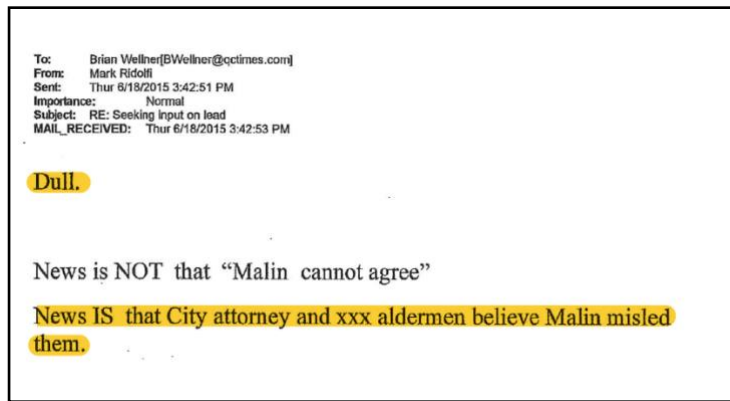 To: Brian Wellner[BWellner@qctimes.com]
From: Mark Ridolfi
Sent: Thur 6/18/2015 3:42:51 PM
Importance: Normal
Subject: RE: Seeking input on lead
MAIL_RECEIVED: Thur 6/18/2015 3:42:53 PM
Dull.
News is NOT that “Malin cannot agree”
News IS that City attorney and xxx aldermen believe Malin misled
them.